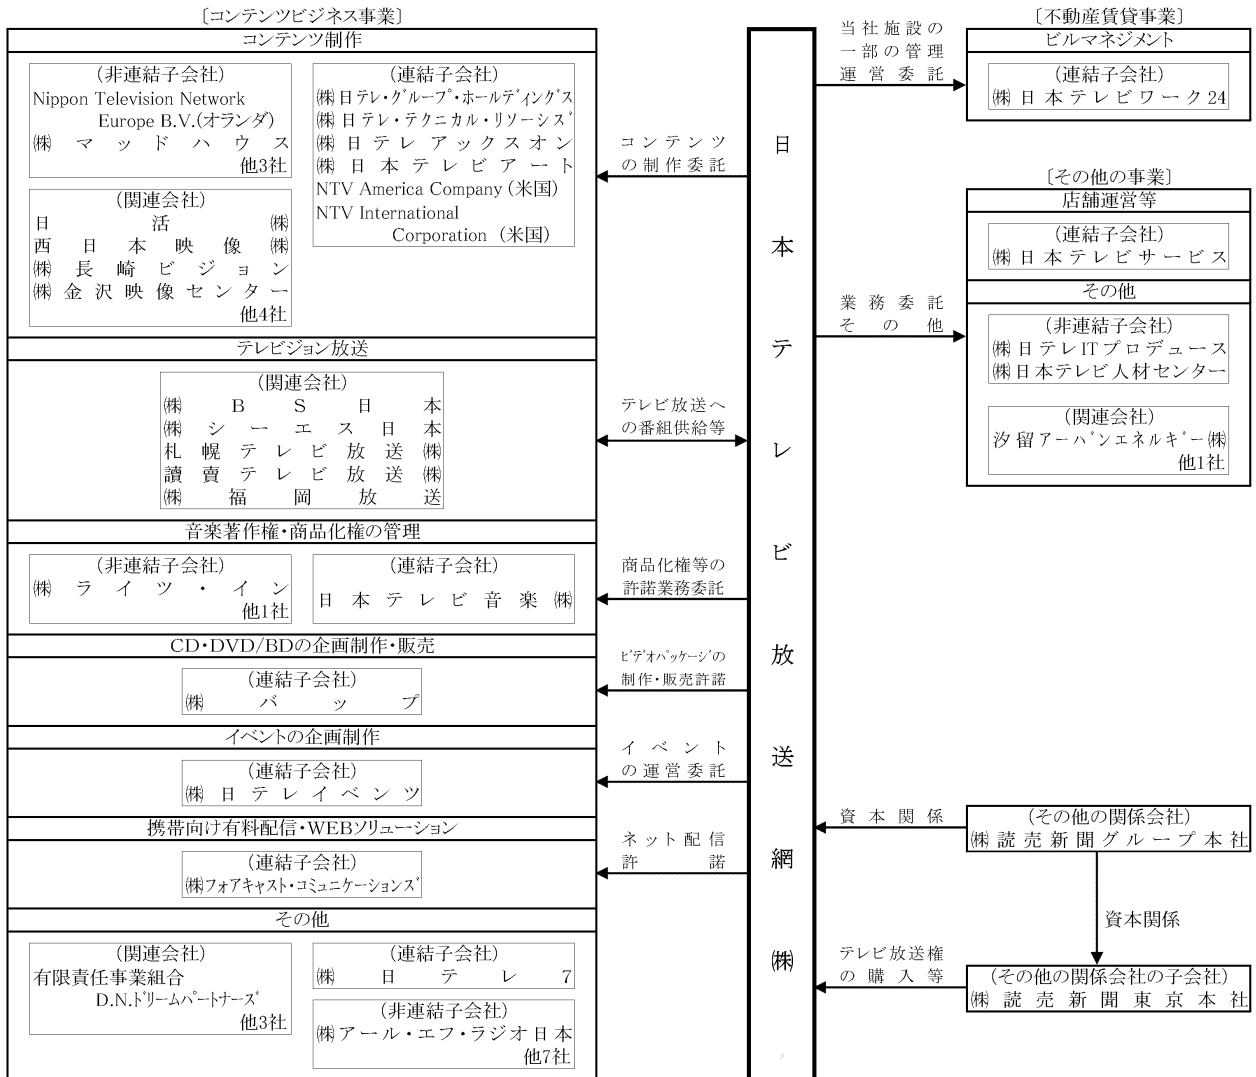 〔コンテンツビジネス事業〕
コンテンツ制作
(非連結子会社)
Nippon Television Network
Europe B.V.(オランダ)
㈱マッドハウス
他3社
(連結子会社)
㈱日テレ・グループ・ホールディングス
㈱日テレ・テクニカル・リソーシズ
㈱日テレアックスオン
㈱日本テレビアート
NTV America Company (米国)
NTV International
Corporation (米国)
(関連会社)
日活㈱
西日本映像㈱
㈱長崎ビジョン
㈱金沢映像センター
他4社
テレビジョン放送
(関連会社)
㈱BS日本
㈱シーエス日本
札幌テレビ放送㈱
讀賣テレビ放送㈱
㈱福岡放送
音楽著作権・商品化権の管理
(非連結子会社)
㈱ライツ・イン
他1社
(連結子会社)
日本テレビ音楽㈱
CD・DVD/BDの企画制作・販売
(連結子会社)
㈱バップ
イベントの企画制作
(連結子会社)
㈱日テレイベンツ
携帯向け有料配信・WEBソリューション
(連結子会社)
㈱フォアキャスト・コミュニケーションズ
その他
(関連会社)
有限責任事業組合
D.N.ドリームパートナーズ
他3社
(連結子会社)
㈱日テレ7
(非連結子会社)
㈱アール・エフ・ラジオ日本
他7社
コンテンツ
の制作委託
テレビ放送へ
の番組供給等
商品化権等の
許諾業務委託
ビデオパッケージの
制作・販売許諾
イベント
の運営委託
ネット配信
許諾
日本テレビ放送網㈱
当社施設の
一部の管理
運営委託
業務委託
その他
資本関係
テレビ放送権
の購入等
〔不動産賃貸事業〕
ビルマネジメント
(連結子会社)
㈱日本テレビワーク24
〔その他の事業〕
店舗運営等
(連結子会社)
㈱日本テレビサービス
その他
(非連結子会社)
㈱日テレITプロデュース
㈱日本テレビ人材センター
(関連会社)
汐留アーバンエネルギー㈱
他1社
(その他の関係会社)
㈱読売新聞グループ本社
資本関係
(その他の関係会社の子会社)
㈱読売新聞東京本社